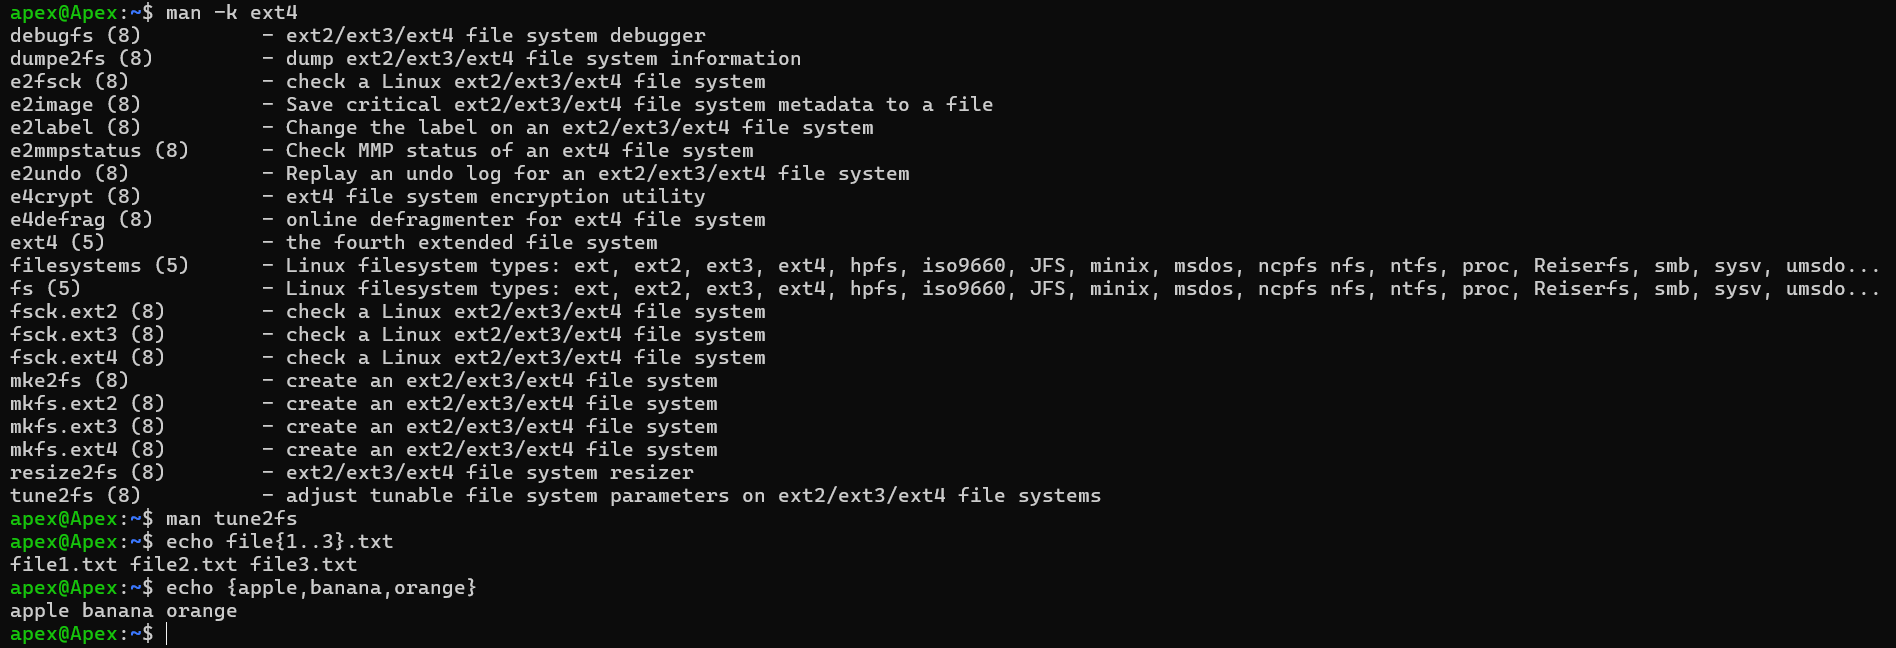 apex@Apex:~$ man -k ext4
debugfs (8)          - ext2/ext3/ext4 file system debugger
dumpe2fs (8)         - dump ext2/ext3/ext4 file system information
e2fsck (8)           - check a Linux ext2/ext3/ext4 file system
e2image (8)          - Save critical ext2/ext3/ext4 file system metadata to a file
e2label (8)          - Change the label on an ext2/ext3/ext4 file system
e2mmpstatus (8)      - Check MMP status of an ext4 file system
e2undo (8)           - Replay an undo log for an ext2/ext3/ext4 file system
e4crypt (8)          - ext4 file system encryption utility
e4defrag (8)         - online defragmenter for ext4 file system
ext4 (5)             - the fourth extended file system
filesystems (5)      - Linux filesystem types: ext, ext2, ext3, ext4, hpfs, iso9660, JFS, minix, msdos, ncpfs nfs, ntfs, proc, Reiserfs, smb, sysv, umsdo...
fs (5)               - Linux filesystem types: ext, ext2, ext3, ext4, hpfs, iso9660, JFS, minix, msdos, ncpfs nfs, ntfs, proc, Reiserfs, smb, sysv, umsdo...
fsck.ext2 (8)        - check a Linux ext2/ext3/ext4 file system
fsck.ext3 (8)        - check a Linux ext2/ext3/ext4 file system
fsck.ext4 (8)        - check a Linux ext2/ext3/ext4 file system
mke2fs (8)           - create an ext2/ext3/ext4 file system
mkfs.ext2 (8)        - create an ext2/ext3/ext4 file system
mkfs.ext3 (8)        - create an ext2/ext3/ext4 file system
mkfs.ext4 (8)        - create an ext2/ext3/ext4 file system
resize2fs (8)        - ext2/ext3/ext4 file system resizer
tune2fs (8)          - adjust tunable file system parameters on ext2/ext3/ext4 file systems
apex@Apex:~$ man tune2fs
apex@Apex:~$ echo file{1..3}.txt
file1.txt file2.txt file3.txt
apex@Apex:~$ echo {apple,banana,orange}
apple banana orange
apex@Apex:~$